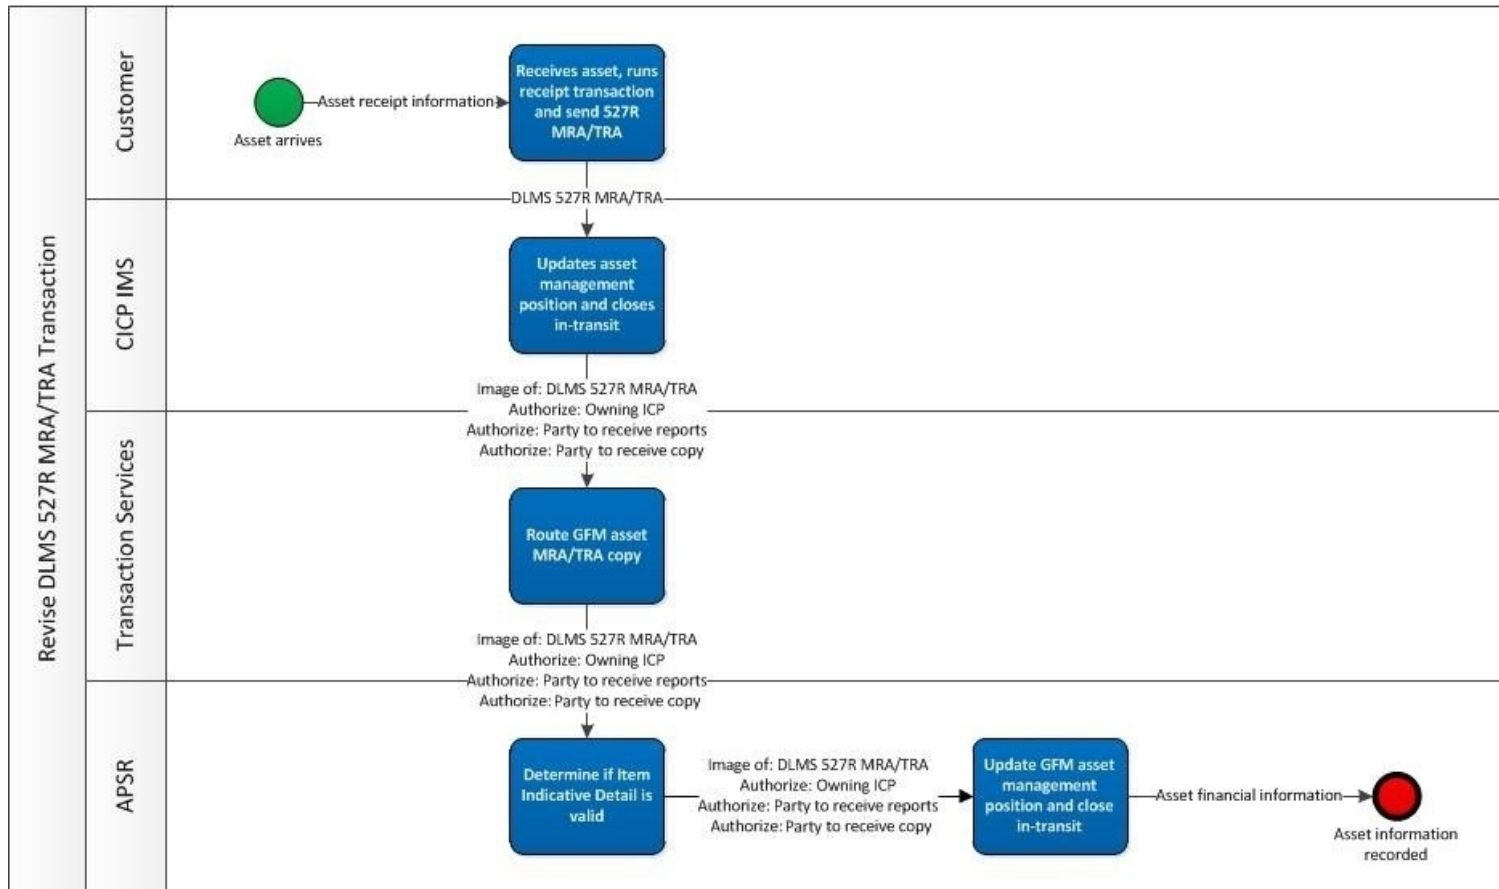 Revise DLMS 527R MRA/TRA Transaction
Customer
Asset arrives
Asset receipt information
Receives asset, runs
receipt transaction
and send 527R
MRA/TRA
DLMS 527R MRA/TRA
CICP IMS
Updates asset
management
position and closes
in-transit
Image of: DLMS 527R MRA/TRA
Authorize: Owning ICP
Authorize: Party to receive reports
Authorize: Party to receive copy
Transaction Services
Route GFM asset
MRA/TRA copy
Image of: DLMS 527R MRA/TRA
Authorize: Owning ICP
Authorize: Party to receive reports
Authorize: Party to receive copy
APSR
Determine if Item
Indicative Detail is
valid
Image of: DLMS 527R MRA/TRA
Authorize: Owning ICP
Authorize: Party to receive reports
Authorize: Party to receive copy
Update GFM asset
management
position and close
in-transit
Asset financial information
Asset information
recorded